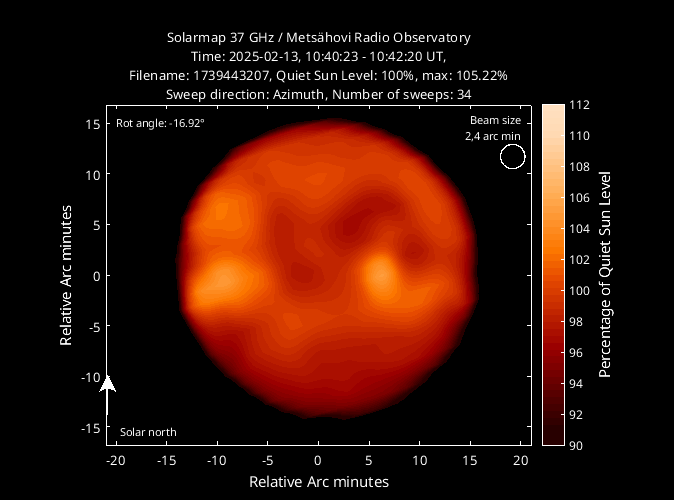 Solarmap 37 GHz / Metsähovi Radio Observatory
Time: 2025-02-13, 10:40:23 - 10:42:20 UT,
Filename: 1739443207, Quiet Sun Level: 100%, max: 105.22%
Sweep direction: Azimuth, Number of sweeps: 34
Rot angle: -16.92°
Beam size
2,4 arc min
Solar north
Relative Arc minutes
15
10
5
0
-5
-10
-15
-20 -15 -10 -5 0 5 10 15 20
Relative Arc minutes
112
110
108
106
104
102
100
98
96
94
92
90
Percentage of Quiet Sun Level